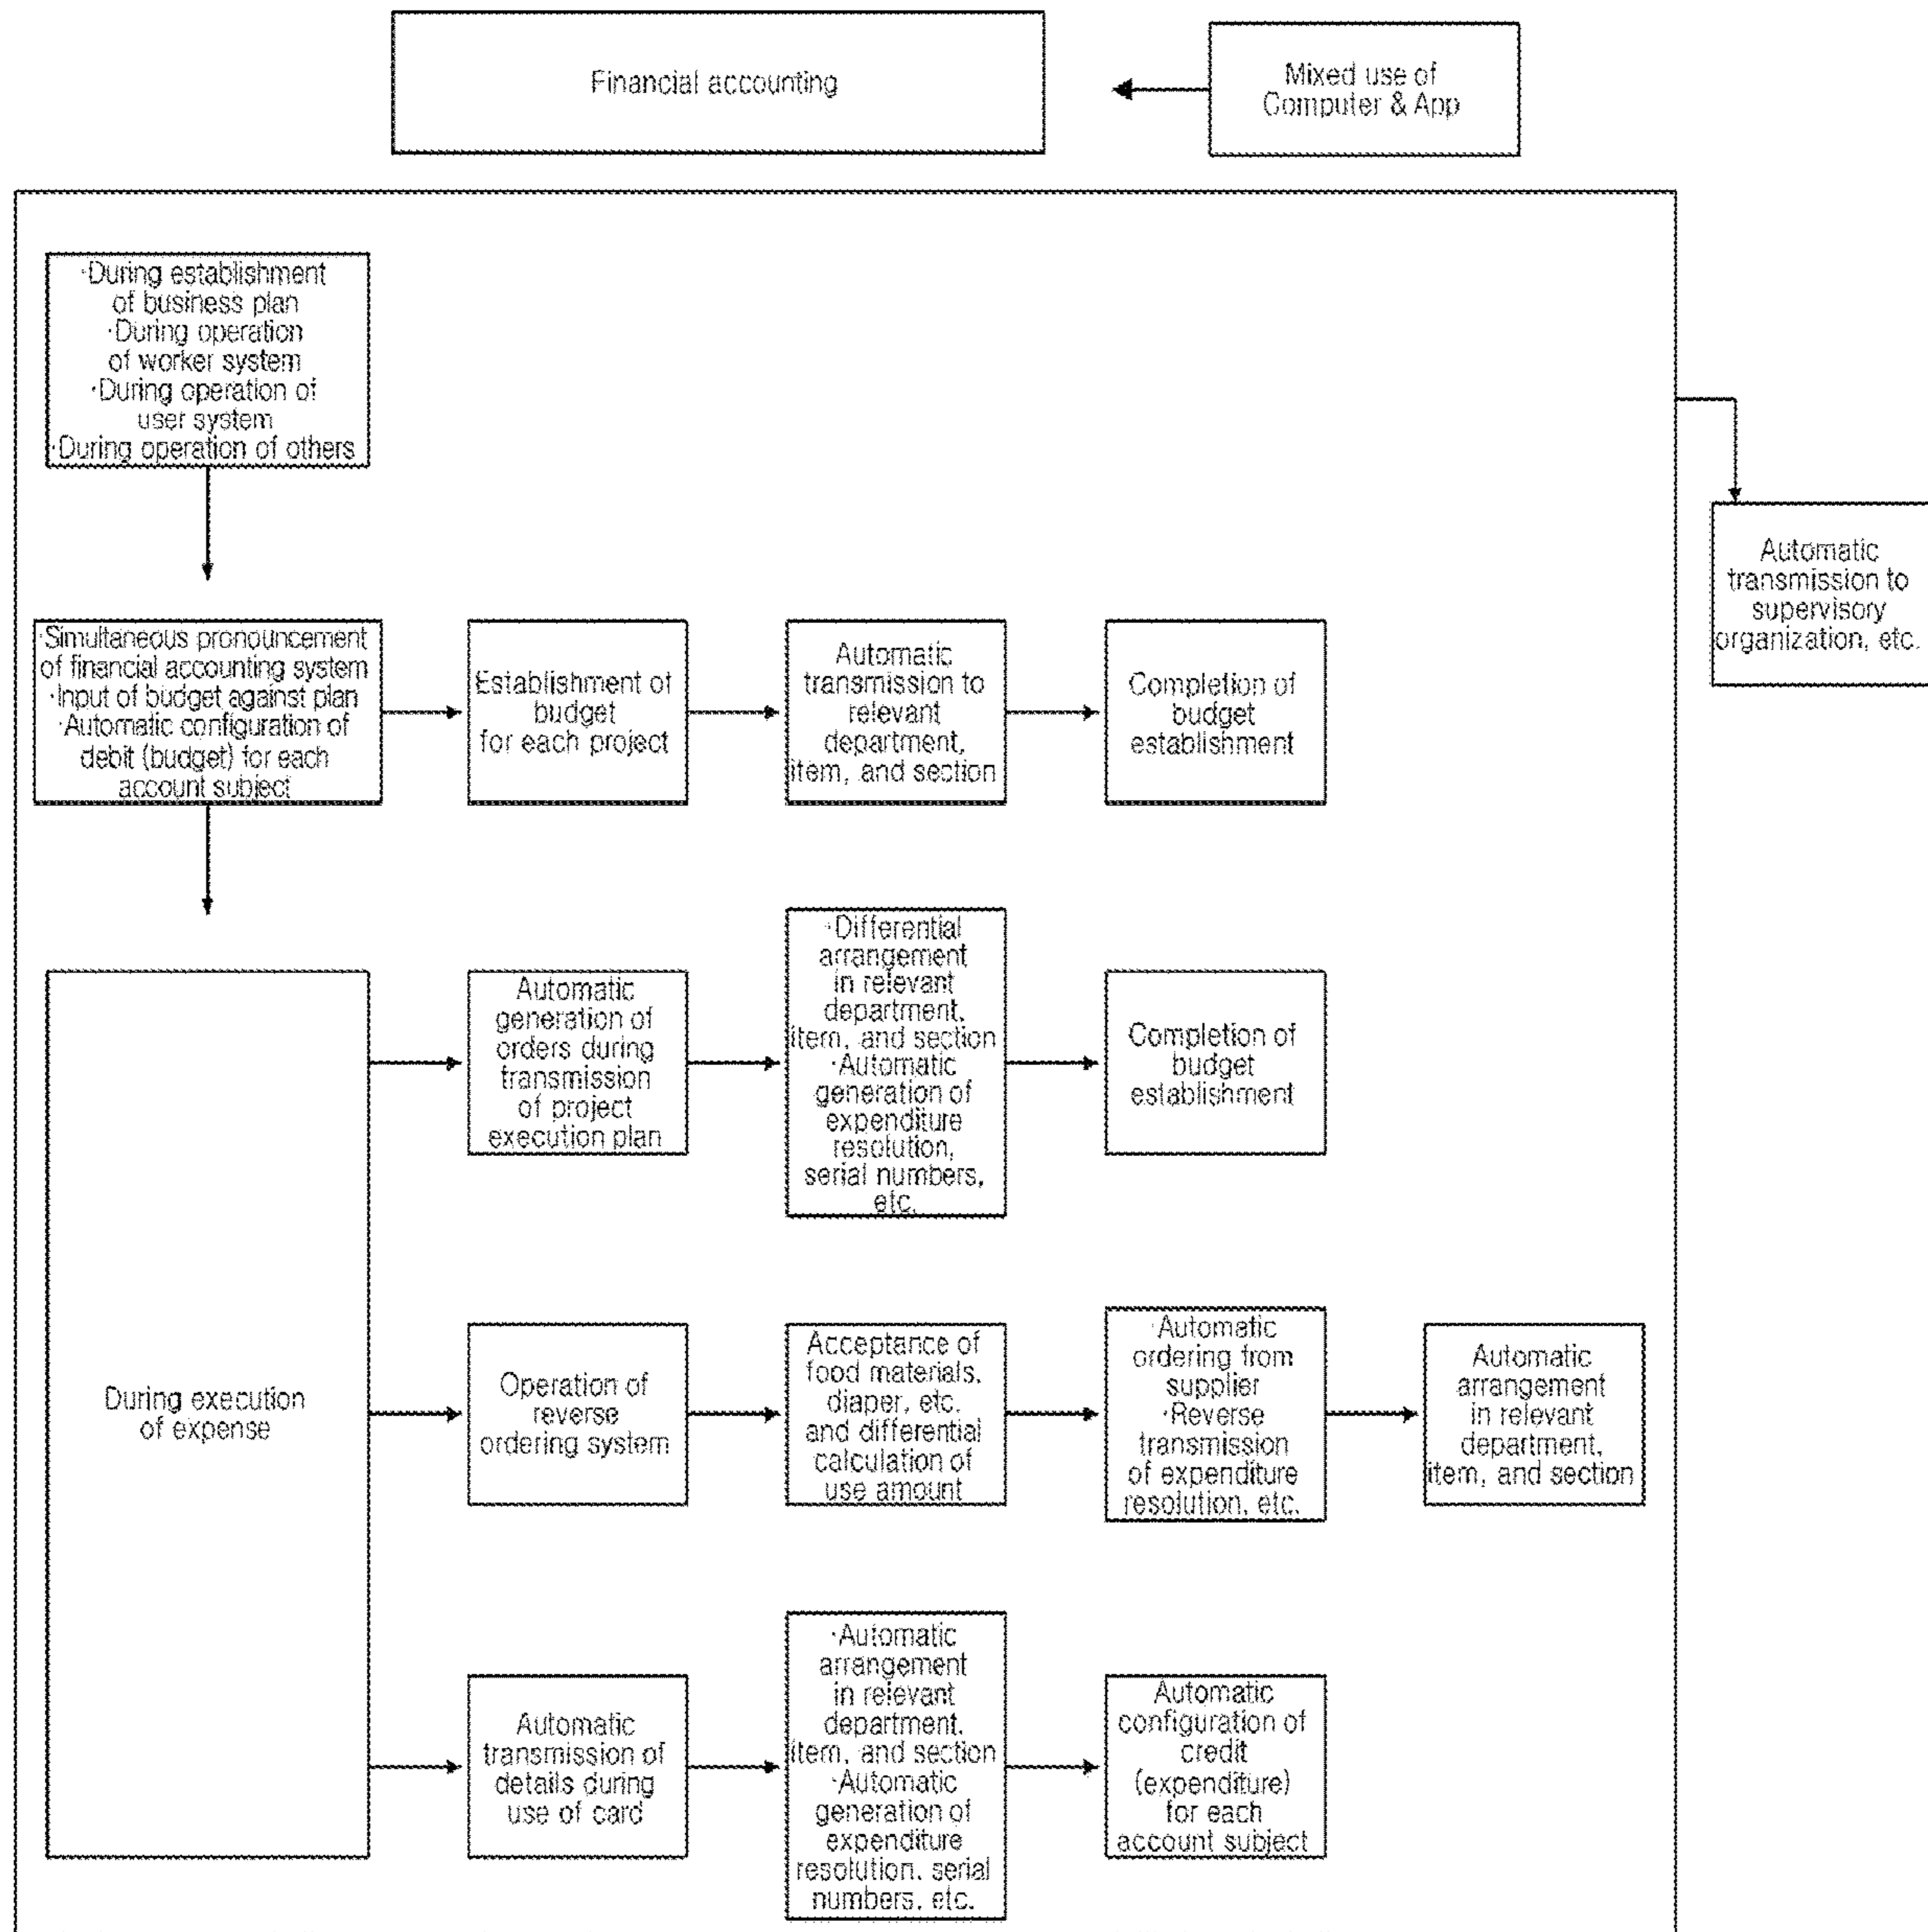 Financial accounting
Mixed use of
Computer & App
·During establishment
of business plan
·During operation
of worker system
·During operation of
user system
·During operation of others
Automatic
transmission to
supervisory
organization, etc.
·Simultaneous pronouncement
of financial accounting system
·Input of budget against plan
·Automatic configuration of
debit (budget) for each
account subject
Establishment of
budget
for each project
Automatic
transmission to
relevant
department,
item, and section
Completion of
budget
establishment
During execution
of expense
Automatic
generation of
orders during
transmission
of project
execution plan
·Differential
arrangement
in relevant
department,
item, and section
·Automatic
generation of
expenditure
resolution,
serial numbers,
etc.
Completion of
budget
establishment
Operation of
reverse
ordering system
Acceptance of
food materials,
diaper, etc.
and differential
calculation of
use amount
·Automatic
ordering from
supplier
·Reverse
transmission
of expenditure
resolution, etc.
Automatic
arrangement
in relevant
department,
item, and section
Automatic
transmission of
details during
use of card
·Automatic
arrangement
in relevant
department,
item, and section
·Automatic
generation of
expenditure
resolution, serial
numbers, etc.
Automatic
configuration of
credit
(expenditure)
for each
account subject